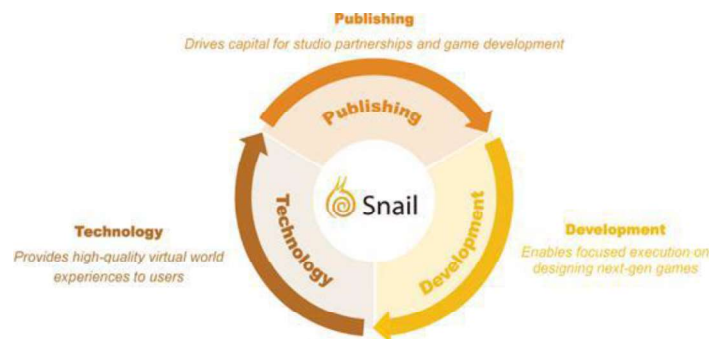 Publishing
Drives capital for studio partnerships and game development
Publishing
Technology
Snail
Development
Technology
Provides high-quality virtual world
experiences to users
Development
Enables focused execution on
designing next-gen games